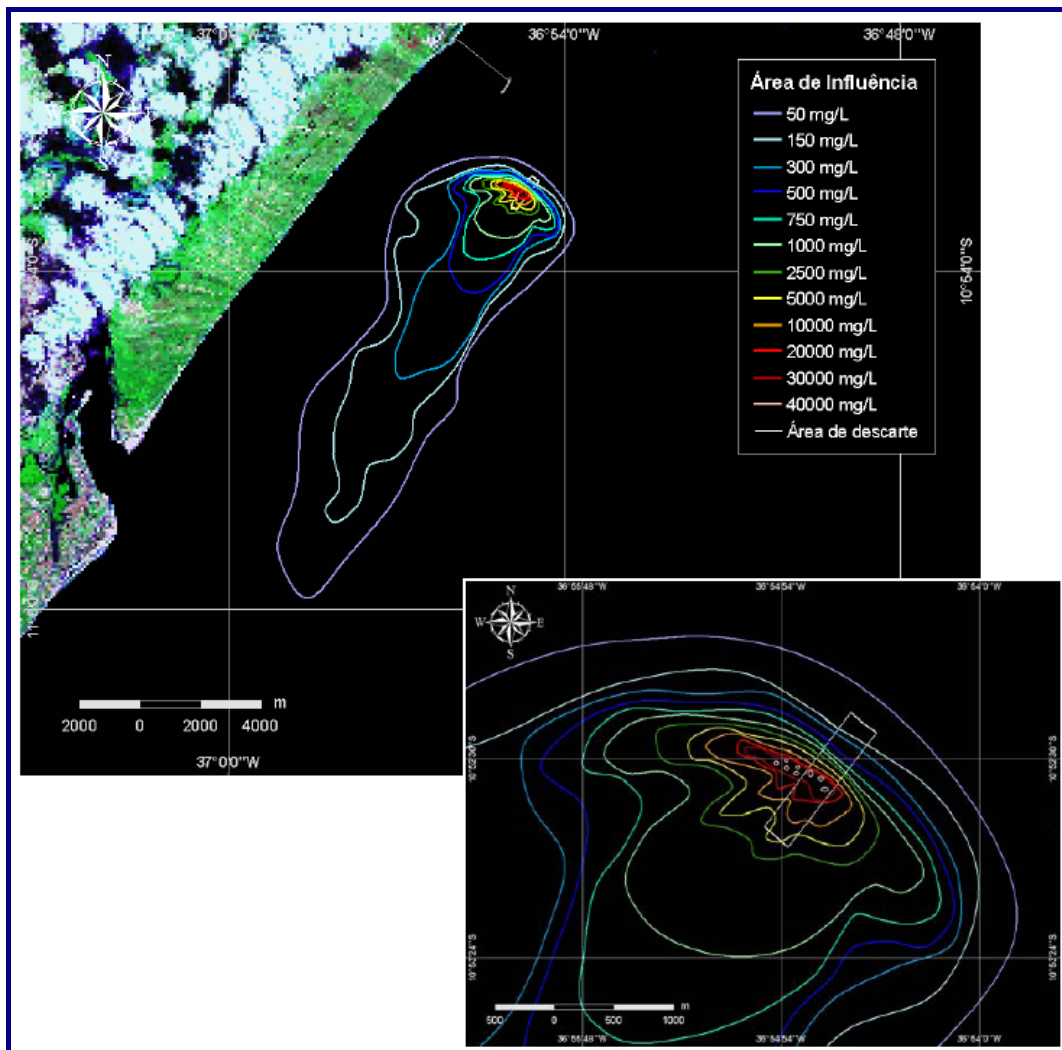 37°0'0"W
36°54'0"W
36°48'0"W
N
W
S
Área de Influência
50 mg/L
150 mg/L
300 mg/L
500 mg/L
750 mg/L
1000 mg/L
2500 mg/L
5000 mg/L
10000 mg/L
20000 mg/L
30000 mg/L
40000 mg/L
Área de descarte
10°54'0"S
2000 0 2000 4000 m
37°0'0"W
36°55'48"W
36°54'54"W
36°54'0"W
N
W E
S
10°52'30"S
10°52'30"S
10°53'24"S
10°53'24"S
500 0 500 1000 m
36°55'48"W
36°54'54"W
36°54'0"W